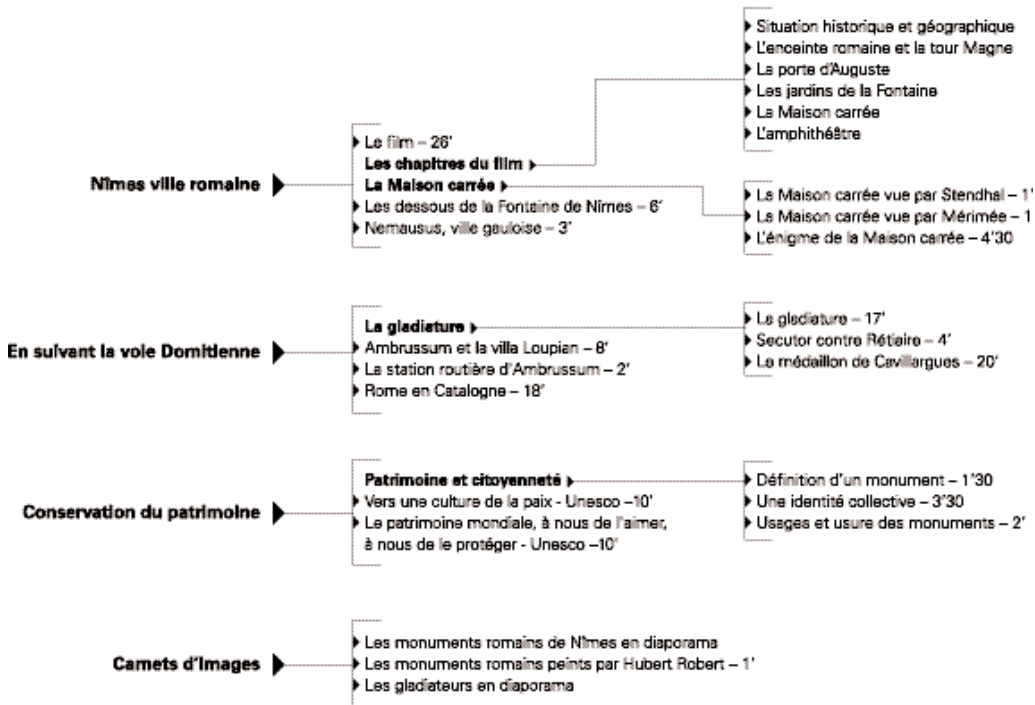 Nîmes ville romaine
Le film – 26'
Les chapitres du film
La Maison carrée
Les dessous de la Fontaine de Nîmes – 6'
Nemausus, ville gauloise – 3'
Situation historique et géographique
L'enceinte romaine et la tour Magne
La porte d'Auguste
Les jardins de la Fontaine
La Maison carrée
L'amphithéâtre
La Maison carrée vue par Stendhal – 1'
La Maison carrée vue par Mérimée – 1
L'énigme de la Maison carrée – 4'30
En suivant la voie Domitienne
La gladiature
Ambrussum et la villa Loupian – 8'
La station routière d'Ambrussum – 2'
Rome en Catalogne – 18'
La gladiature – 17'
Secutor contre Rétiaire – 4'
Le médaillon de Cavillargues – 20'
Conservation du patrimoine
Patrimoine et citoyenneté
Vers une culture de la paix - Unesco –10'
Le patrimoine mondiale, à nous de l'aimer,
à nous de le protéger - Unesco –10'
Définition d'un monument – 1'30
Une identité collective – 3'30
Usages et usure des monuments – 2'
Carnets d'Images
Les monuments romains de Nîmes en diaporama
Les monuments romains peints par Hubert Robert – 1'
Les gladiateurs en diaporama